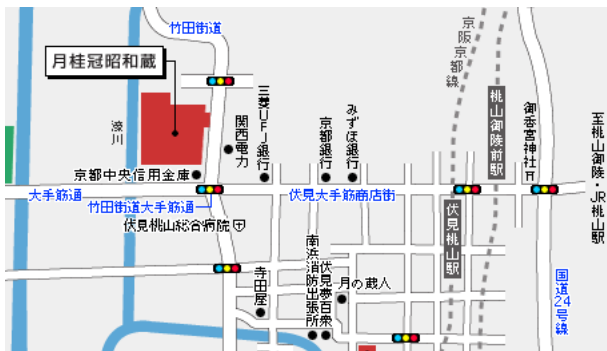 竹田街道
月桂冠昭和蔵
濠川
京都中央信用金庫
関西電力
三菱UFJ銀行
京都銀行
みずほ銀行
京阪京都線
桃山御陵前駅
御香宮神社
至桃山御陵・JR桃山駅
大手筋通
竹田街道大手筋通
伏見大手筋商店街
伏見桃山総合病院
伏見桃山駅
寺田屋
南浜消防出張所
伏見夢百衆
月の蔵人
国道24号線